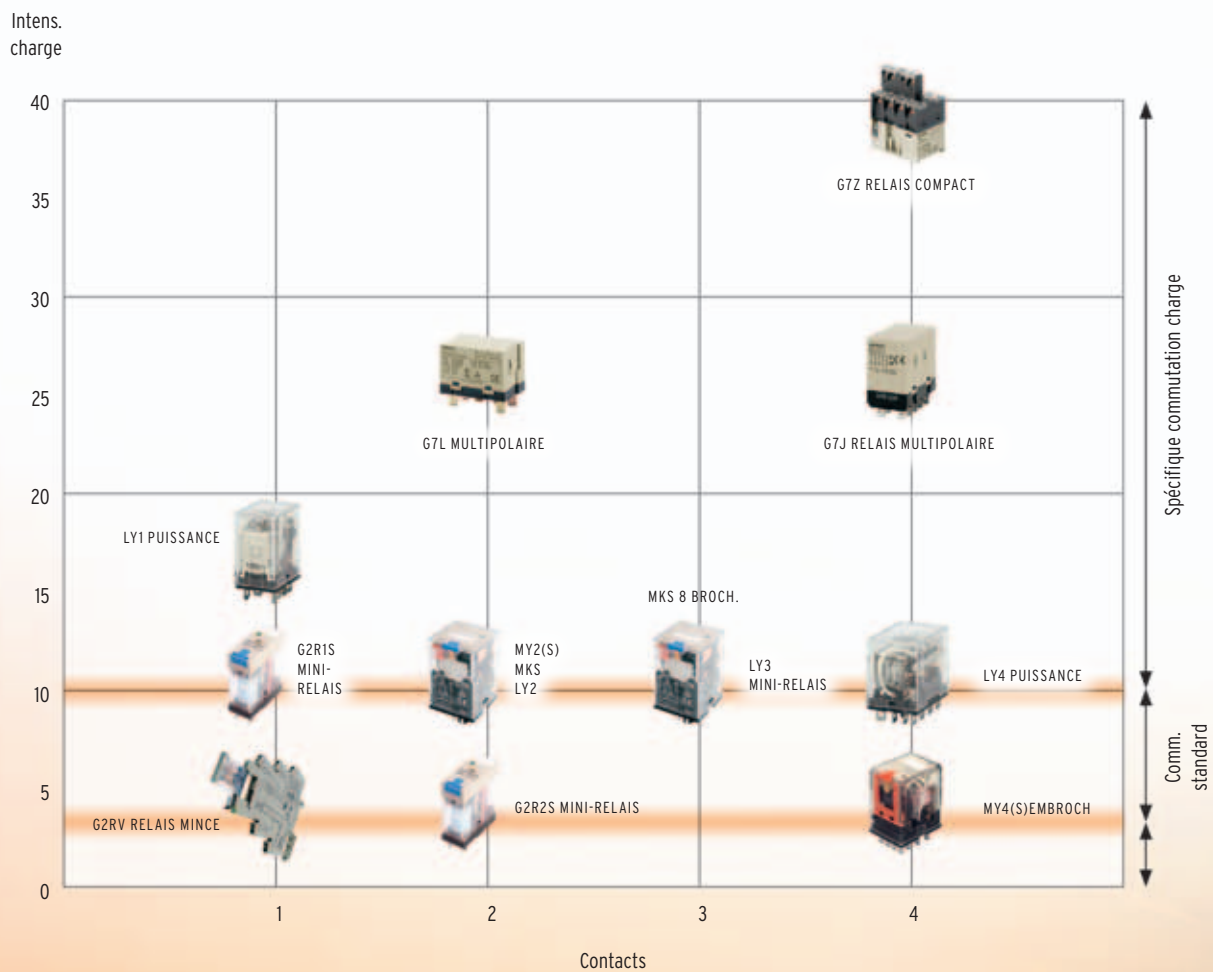 Intens.
charge
40
G7Z RELAIS COMPACT
35
30
25
G7L MULTIPOLAIRE
G7J RELAIS MULTIPOLAIRE
20
LY1 PUISSANCE
15
MKS 8 BROCH.
G2R1S
MINI-
RELAIS
MY2(S)
MKS
LY2
LY3
MINI-RELAIS
LY4 PUISSANCE
10
5
G2RV RELAIS MINCE
G2R2S MINI-RELAIS
MY4(S)EMBROCH
0
1
2
3
4
Contacts
Spécifique commutation charge
Comm.
standard